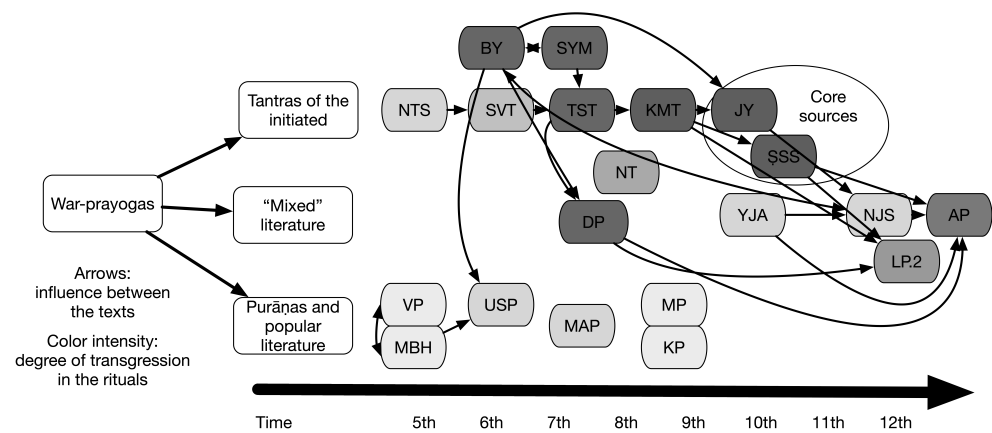 BY
SYM
Tantras of the
initiated
NTS
SVT
TST
KMT
JY
Core
sources
ṢSS
NT
War-prayogas
“Mixed”
literature
DP
YJA
NJS
AP
LP.2
Arrows:
influence between
the texts
Color intensity:
degree of transgression
in the rituals
Purāṇas and
popular
literature
VP
MBH
USP
MAP
MP
KP
Time
5th
6th
7th
8th
9th
10th
11th
12th